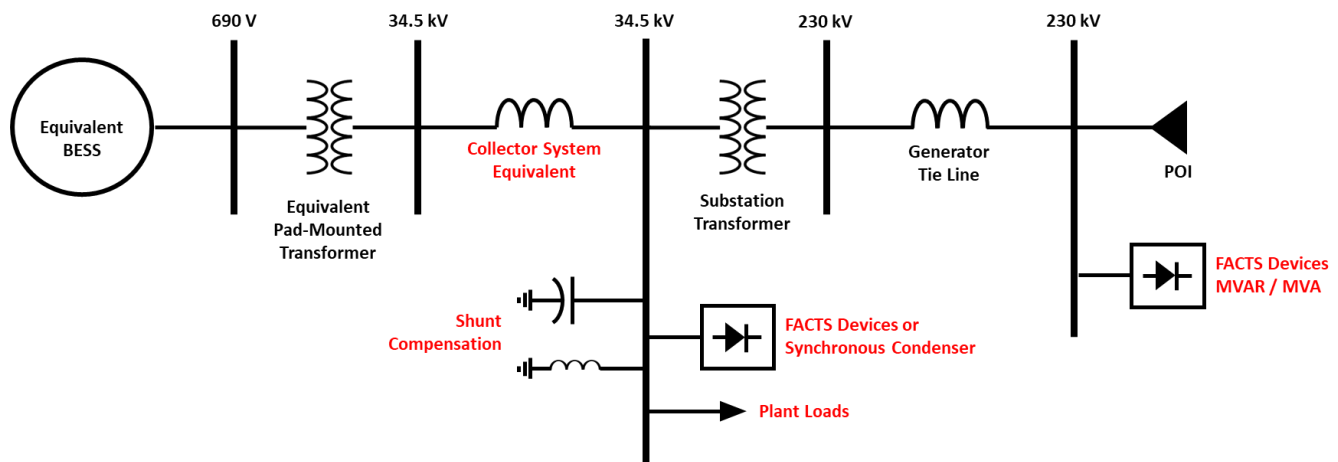 690 V
34.5 kV
34.5 kV
230 kV
230 kV
Equivalent
BESS
Equivalent
Pad-Mounted
Transformer
Collector System
Equivalent
Substation
Transformer
Generator
Tie Line
POI
Shunt
Compensation
FACTS Devices or
Synchronous Condenser
Plant Loads
FACTS Devices
MVAR / MVA